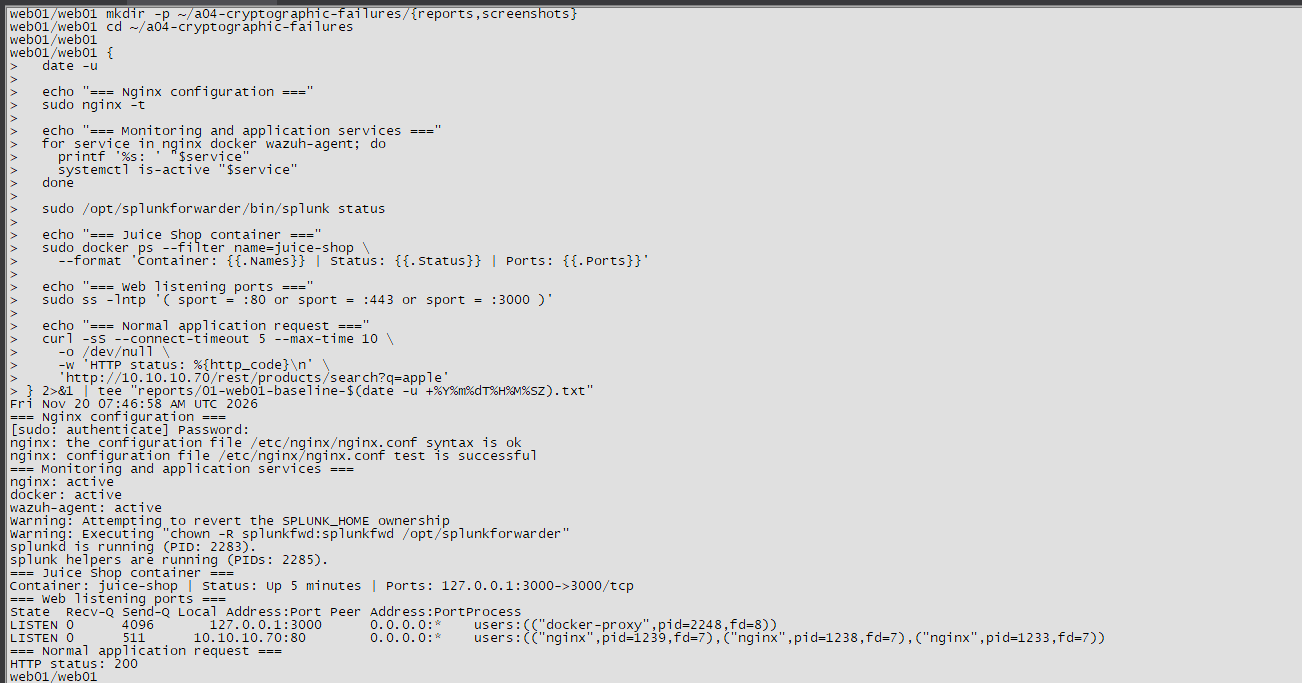 web01/web01 mkdir -p ~/a04-cryptographic-failures/{reports,screenshots}
web01/web01 cd ~/a04-cryptographic-failures
web01/web01
web01/web01 {
>   date -u
>
>   echo "=== Nginx configuration ==="
>   sudo nginx -t
>
>   echo "=== Monitoring and application services ==="
>   for service in nginx docker wazuh-agent; do
>     printf '%s: ' "$service"
>     systemctl is-active "$service"
>   done
>
>   sudo /opt/splunkforwarder/bin/splunk status
>
>   echo "=== Juice Shop container ==="
>   sudo docker ps --filter name=juice-shop \
>     --format 'Container: {{.Names}} | Status: {{.Status}} | Ports: {{.Ports}}'
>
>   echo "=== Web listening ports ==="
>   sudo ss -lntp '( sport = :80 or sport = :443 or sport = :3000 )'
>
>   echo "=== Normal application request ==="
>   curl -sS --connect-timeout 5 --max-time 10 \
>     -o /dev/null \
>     -w 'HTTP status: %{http_code}\n' \
>     'http://10.10.10.70/rest/products/search?q=apple'
> } 2>&1 | tee "reports/01-web01-baseline-$(date -u +%Y%m%dT%H%M%SZ).txt"
Fri Nov 20 07:46:58 AM UTC 2026
=== Nginx configuration ===
[sudo: authenticate] Password:
nginx: the configuration file /etc/nginx/nginx.conf syntax is ok
nginx: configuration file /etc/nginx/nginx.conf test is successful
=== Monitoring and application services ===
nginx: active
docker: active
wazuh-agent: active
Warning: Attempting to revert the SPLUNK_HOME ownership
Warning: Executing "chown -R splunkfwd:splunkfwd /opt/splunkforwarder"
splunkd is running (PID: 2283).
splunk helpers are running (PIDs: 2285).
=== Juice Shop container ===
Container: juice-shop | Status: Up 5 minutes | Ports: 127.0.0.1:3000->3000/tcp
=== Web listening ports ===
State  Recv-Q Send-Q Local Address:Port Peer Address:PortProcess
LISTEN 0      4096       127.0.0.1:3000      0.0.0.0:*    users:(("docker-proxy",pid=2248,fd=8))
LISTEN 0      511      10.10.10.70:80        0.0.0.0:*    users:(("nginx",pid=1239,fd=7),("nginx",pid=1238,fd=7),("nginx",pid=1233,fd=7))
=== Normal application request ===
HTTP status: 200
web01/web01